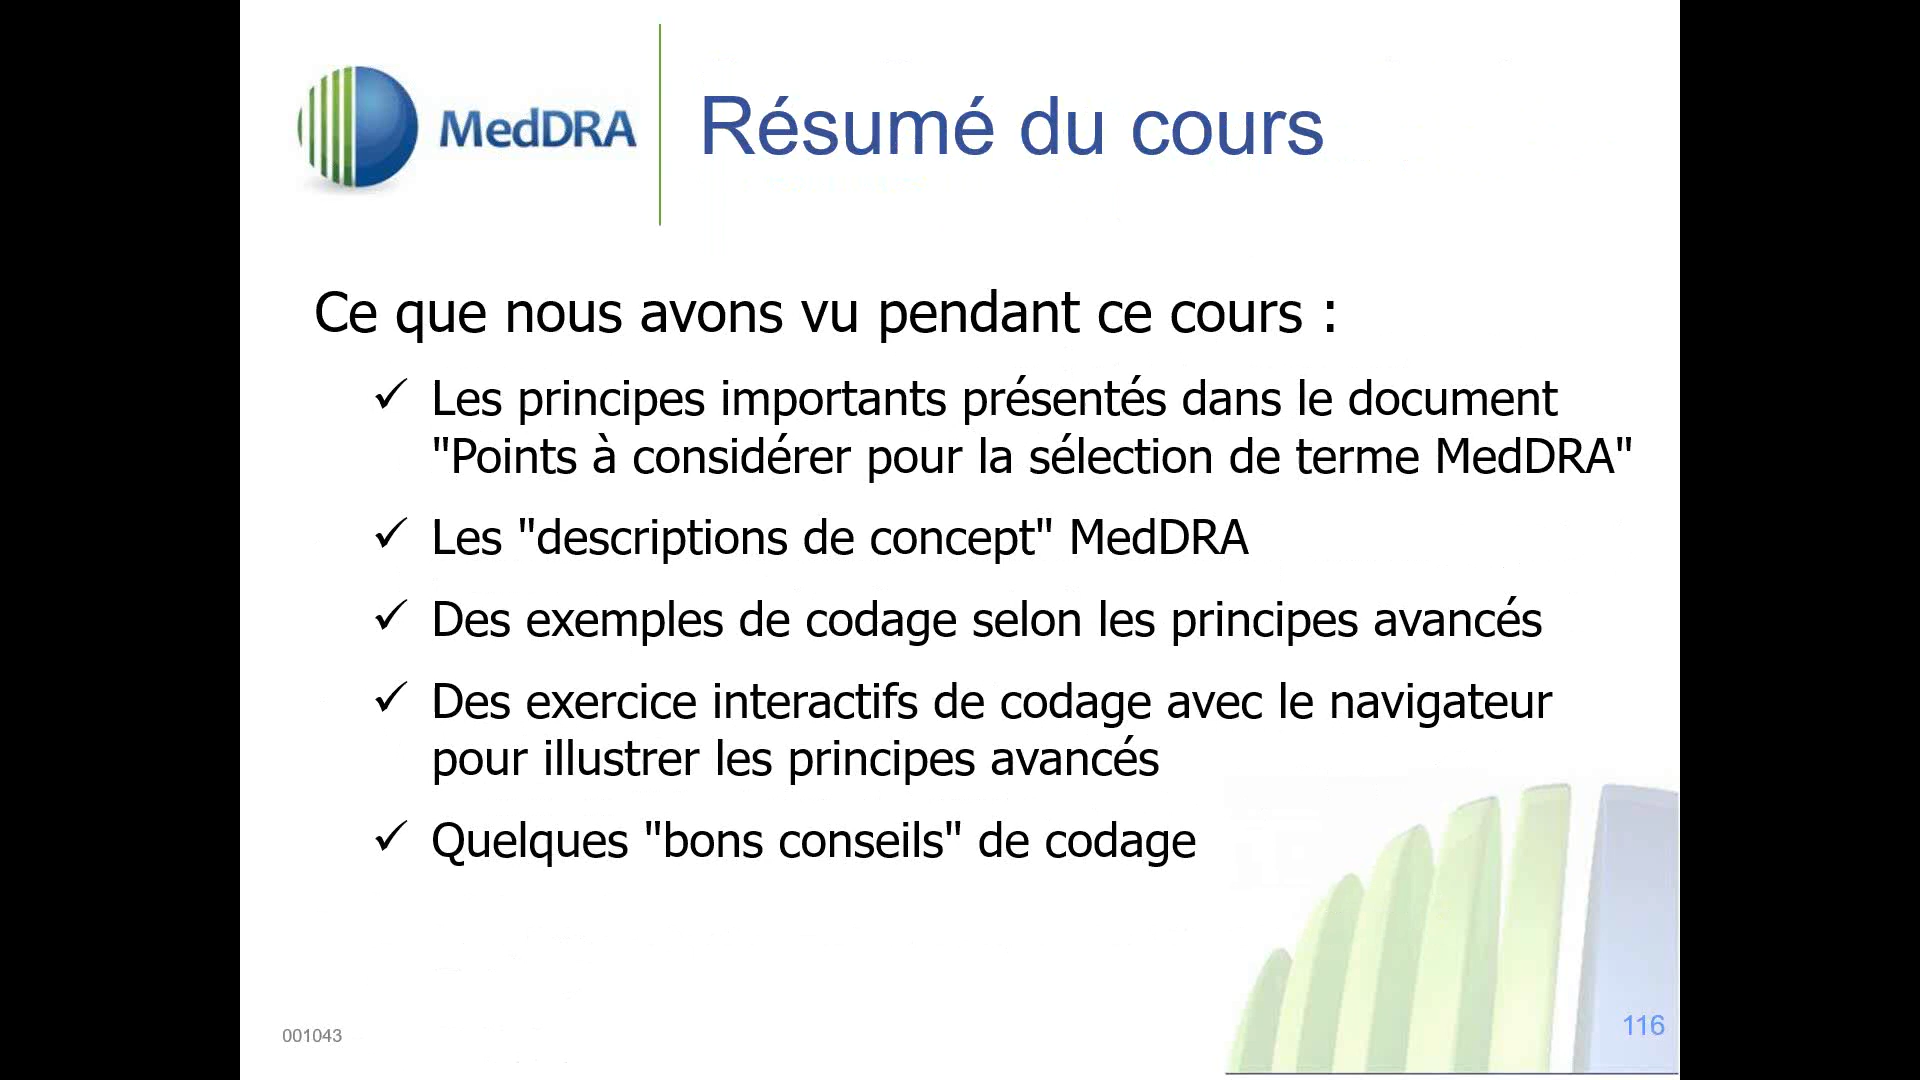 MedDRA
Résumé du cours
Ce que nous avons vu pendant ce cours :
✓ Les principes importants présentés dans le document
"Points à considérer pour la sélection de terme MedDRA"
✓ Les "descriptions de concept" MedDRA
✓ Des exemples de codage selon les principes avancés
✓ Des exercice interactifs de codage avec le navigateur
pour illustrer les principes avancés
✓ Quelques "bons conseils" de codage
001043
116